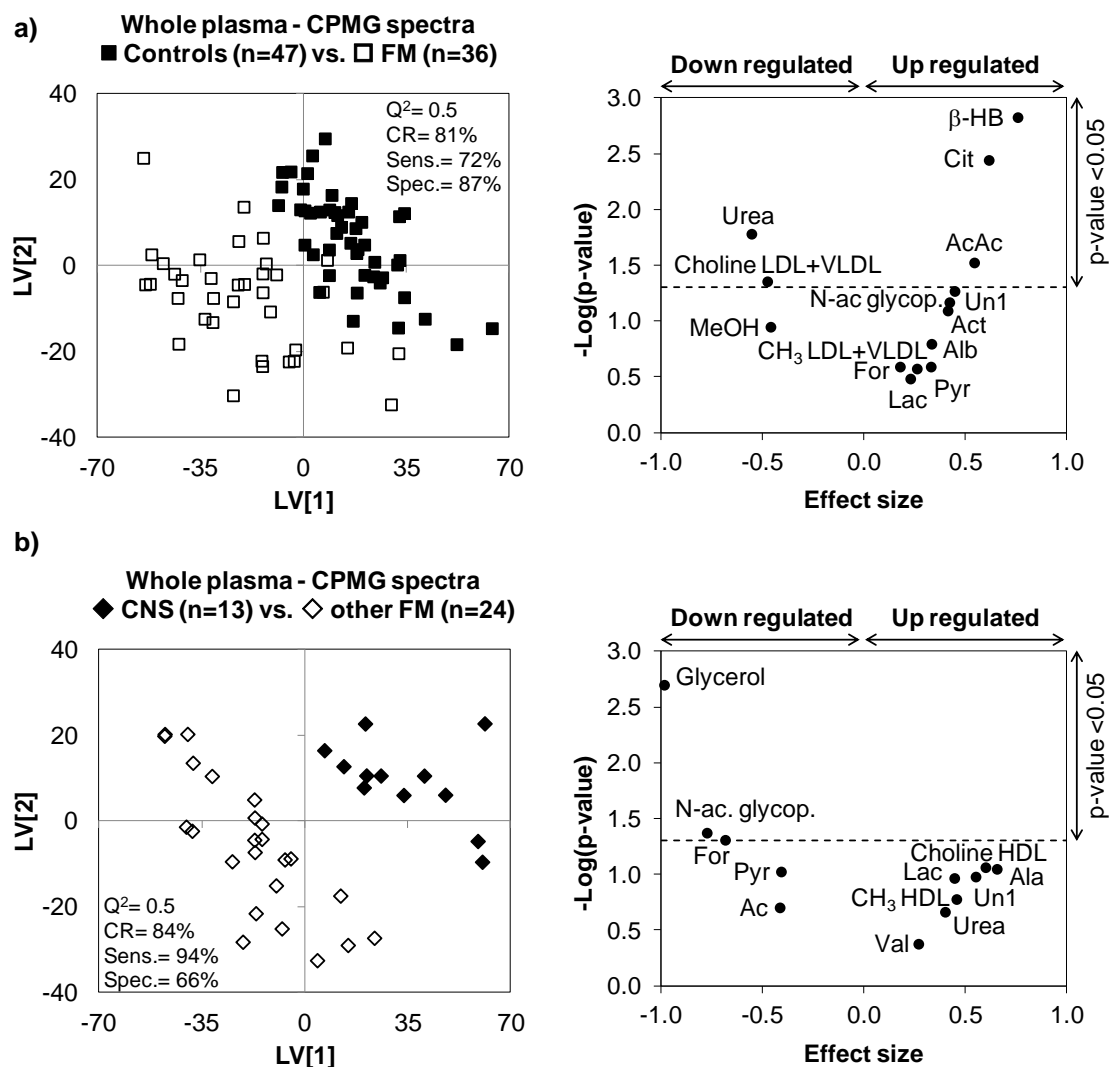 a)
Whole plasma - CPMG spectra
■ Controls (n=47) vs. □ FM (n=36)
40
20
0
-20
-40
-70
-35
0
35
70
LV[2]
LV[1]
Q²= 0.5
CR= 81%
Sens.= 72%
Spec.= 87%
Down regulated
Up regulated
3.0
2.5
2.0
1.5
1.0
0.5
0.0
-1.0
-0.5
0.0
0.5
1.0
-Log(p-value)
Effect size
p-value <0.05
β-HB
Cit
Urea
AcAc
Choline LDL+VLDL
N-ac glycop.
Un1
MeOH
Act
CH₃ LDL+VLDL
Alb
For
Pyr
Lac
b)
Whole plasma - CPMG spectra
◆ CNS (n=13) vs. ◇ other FM (n=24)
40
20
0
-20
-40
-70
-35
0
35
70
LV[2]
LV[1]
Q²= 0.5
CR= 84%
Sens.= 94%
Spec.= 66%
Down regulated
Up regulated
3.0
2.5
2.0
1.5
1.0
0.5
0.0
-1.0
-0.5
0.0
0.5
1.0
-Log(p-value)
Effect size
p-value <0.05
Glycerol
N-ac. glycop.
For
Choline HDL
Pyr
Lac
Ala
Ac
CH₃ HDL
Un1
Urea
Val